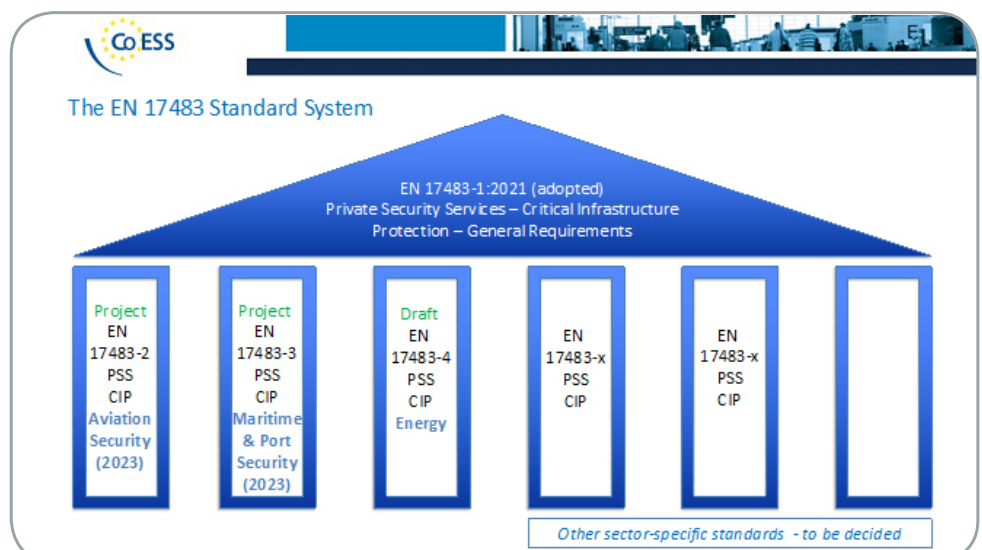 CoESS
The EN 17483 Standard System
EN 17483-1:2021 (adopted)
Private Security Services – Critical Infrastructure
Protection – General Requirements
Project
EN
17483-2
PSS
CIP
Aviation
Security
(2023)
Project
EN
17483-3
PSS
CIP
Maritime
& Port
Security
(2023)
Draft
EN
17483-4
PSS
CIP
Energy
EN
17483-x
PSS
CIP
EN
17483-x
PSS
CIP
Other sector-specific standards - to be decided